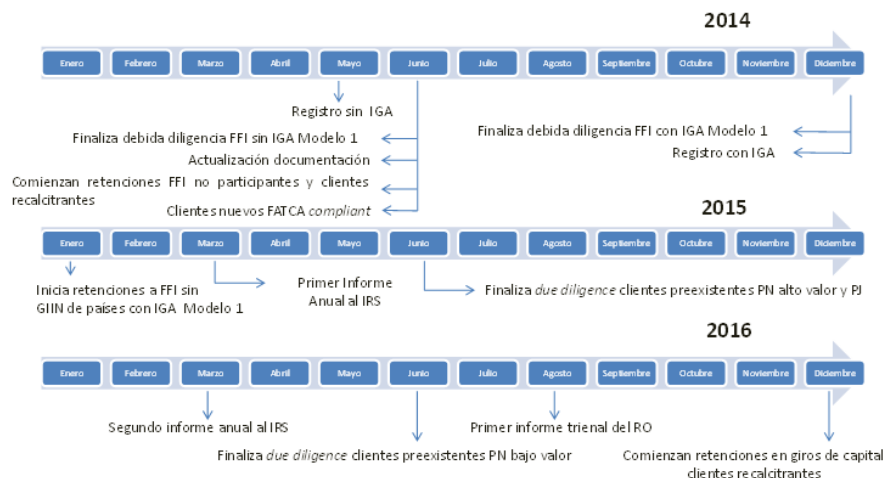 2014
Enero Febrero Marzo Abril Mayo Junio Julio Agosto Septiembre Octubre Noviembre Diciembre
Registro sin IGA
Finaliza debida diligencia FFI sin IGA Modelo 1
Actualización documentación
Comienzan retenciones FFI no participantes y clientes
recalcitrantes
Clientes nuevos FATCA compliant
Finaliza debida diligencia FFI con IGA Modelo 1
Registro con IGA
2015
Enero Febrero Marzo Abril Mayo Junio Julio Agosto Septiembre Octubre Noviembre Diciembre
Inicia retenciones a FFI sin
GIIN de países con IGA Modelo 1
Primer Informe
Anual al IRS
Finaliza due diligence clientes preexistentes PN alto valor y PJ
2016
Enero Febrero Marzo Abril Mayo Junio Julio Agosto Septiembre Octubre Noviembre Diciembre
Segundo informe anual al IRS
Finaliza due diligence clientes preexistentes PN bajo valor
Primer informe trienal del RO
Comienzan retenciones en giros de capital
clientes recalcitrantes